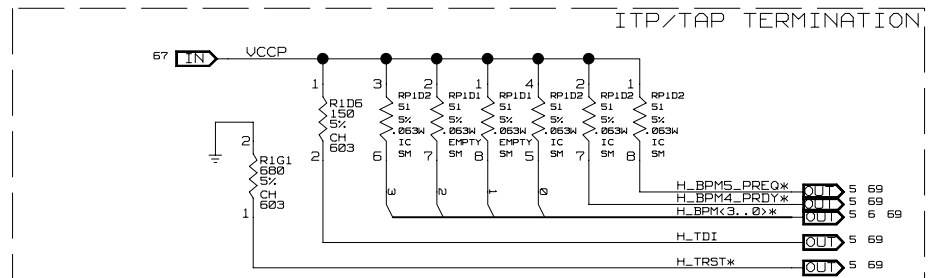 ITP/TAP TERMINATION
67 IN VCCP
1 3 2 1 4 2 1
R1D6 RP1D2 RP1D1 RP1D1 RP1D2 RP1D2 RP1D2
150 51 51 51 51 51 51
5% 5% 5% 5% 5% 5% 5%
.063W .063W .063W .063W .063W .063W
CH IC EMPTY EMPTY IC IC IC
603 SM SM SM SM SM SM
2 6 7 8 5 7 8
2
R1G1
680
5%
CH
603
1
3 2 1 0
H_BPM5_PREQ* OUT 5 69
H_BPM4_PRDY* OUT 5 69
H_BPM<3..0>* OUT 5 6 69
H_TDI OUT 5 69
H_TRST* OUT 5 69